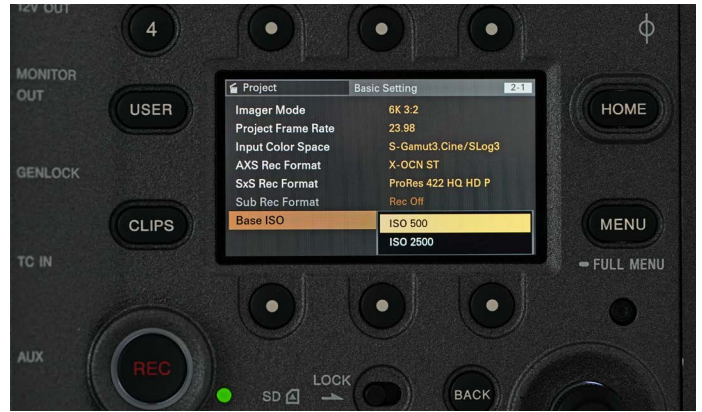 12V OUT
4
MONITOR
OUT
USER
Project Basic Setting 2-1
HOME
Imager Mode 6K 3:2
Project Frame Rate 23.98
Input Color Space S-Gamut3.Cine/SLog3
AXS Rec Format X-OCN ST
SxS Rec Format ProRes 422 HQ HD P
Sub Rec Format Rec Off
Base ISO ISO 500
ISO 2500
GENLOCK
CLIPS
MENU
FULL MENU
TC IN
AUX
REC
SD A
LOCK
BACK